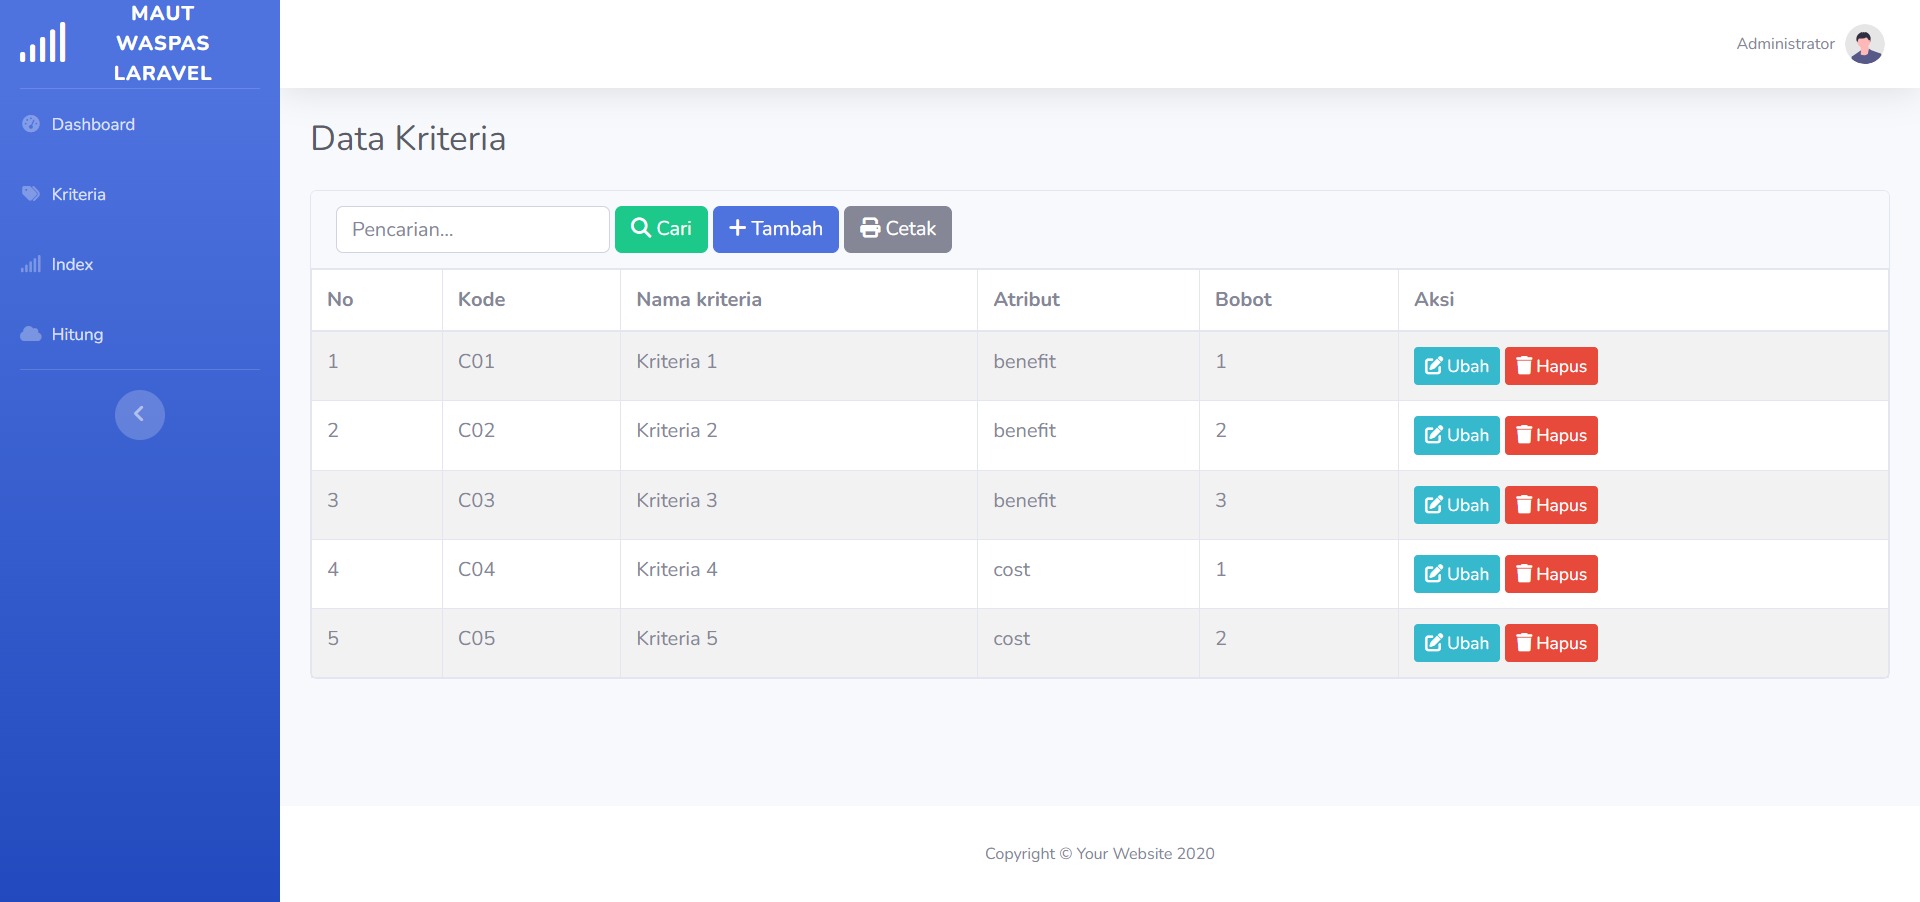 MAUT
WASPAS
LARAVEL
Administrator
Dashboard
Kriteria
Index
Hitung
Data Kriteria
Pencarian... Cari Tambah Cetak
No Kode Nama kriteria Atribut Bobot Aksi
1 C01 Kriteria 1 benefit 1 Ubah Hapus
2 C02 Kriteria 2 benefit 2 Ubah Hapus
3 C03 Kriteria 3 benefit 3 Ubah Hapus
4 C04 Kriteria 4 cost 1 Ubah Hapus
5 C05 Kriteria 5 cost 2 Ubah Hapus
Copyright © Your Website 2020